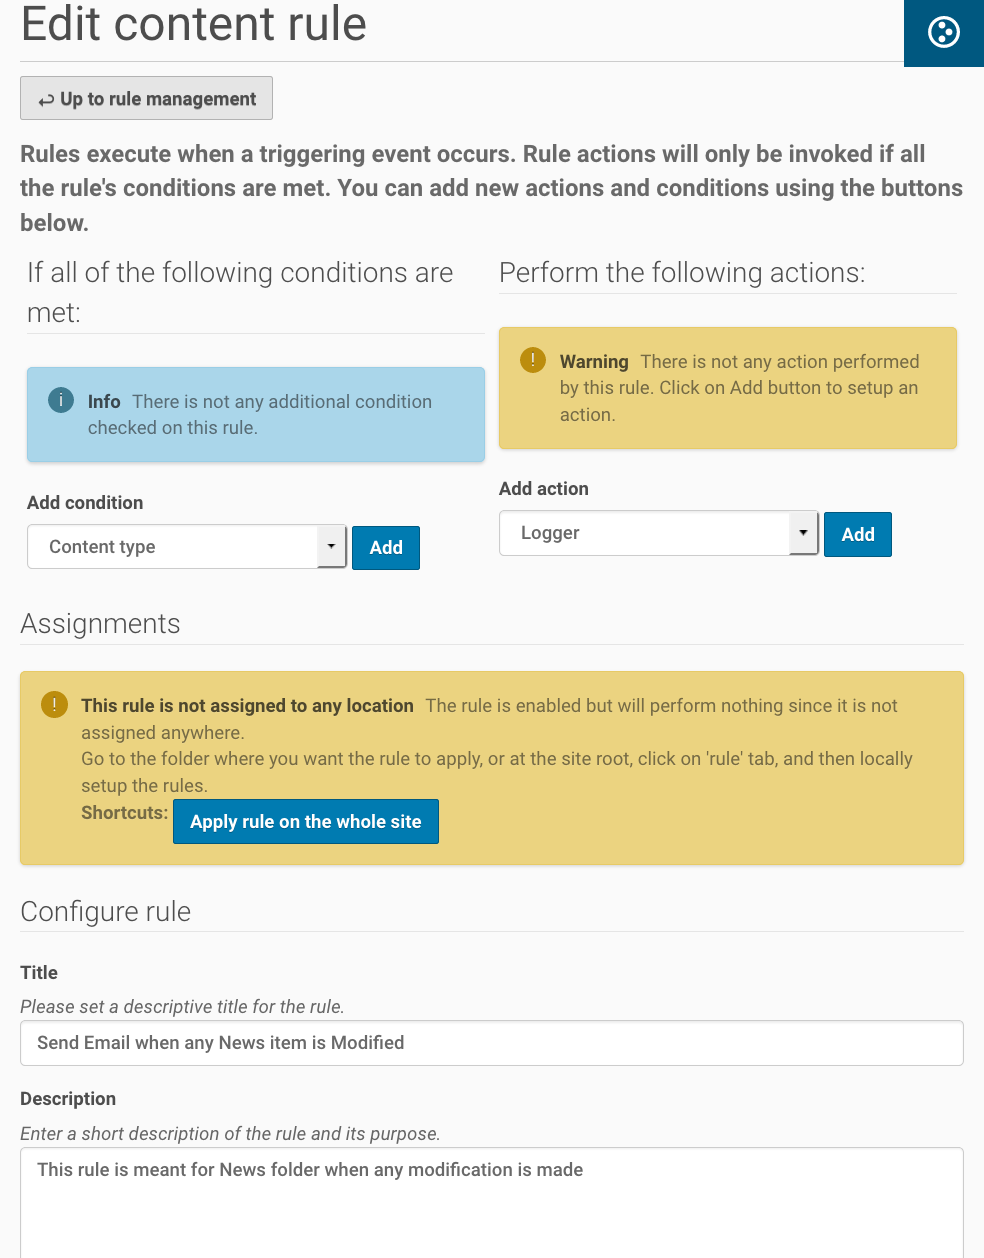 Edit content rule
Up to rule management
Rules execute when a triggering event occurs. Rule actions will only be invoked if all
the rule's conditions are met. You can add new actions and conditions using the buttons
below.
If all of the following conditions are
met:
Info There is not any additional condition
checked on this rule.
Add condition
Content type
Add
Perform the following actions:
Warning There is not any action performed
by this rule. Click on Add button to setup an
action.
Add action
Logger
Add
Assignments
This rule is not assigned to any location The rule is enabled but will perform nothing since it is not
assigned anywhere.
Go to the folder where you want the rule to apply, or at the site root, click on 'rule' tab, and then locally
setup the rules.
Shortcuts: Apply rule on the whole site
Configure rule
Title
Please set a descriptive title for the rule.
Send Email when any News item is Modified
Description
Enter a short description of the rule and its purpose.
This rule is meant for News folder when any modification is made